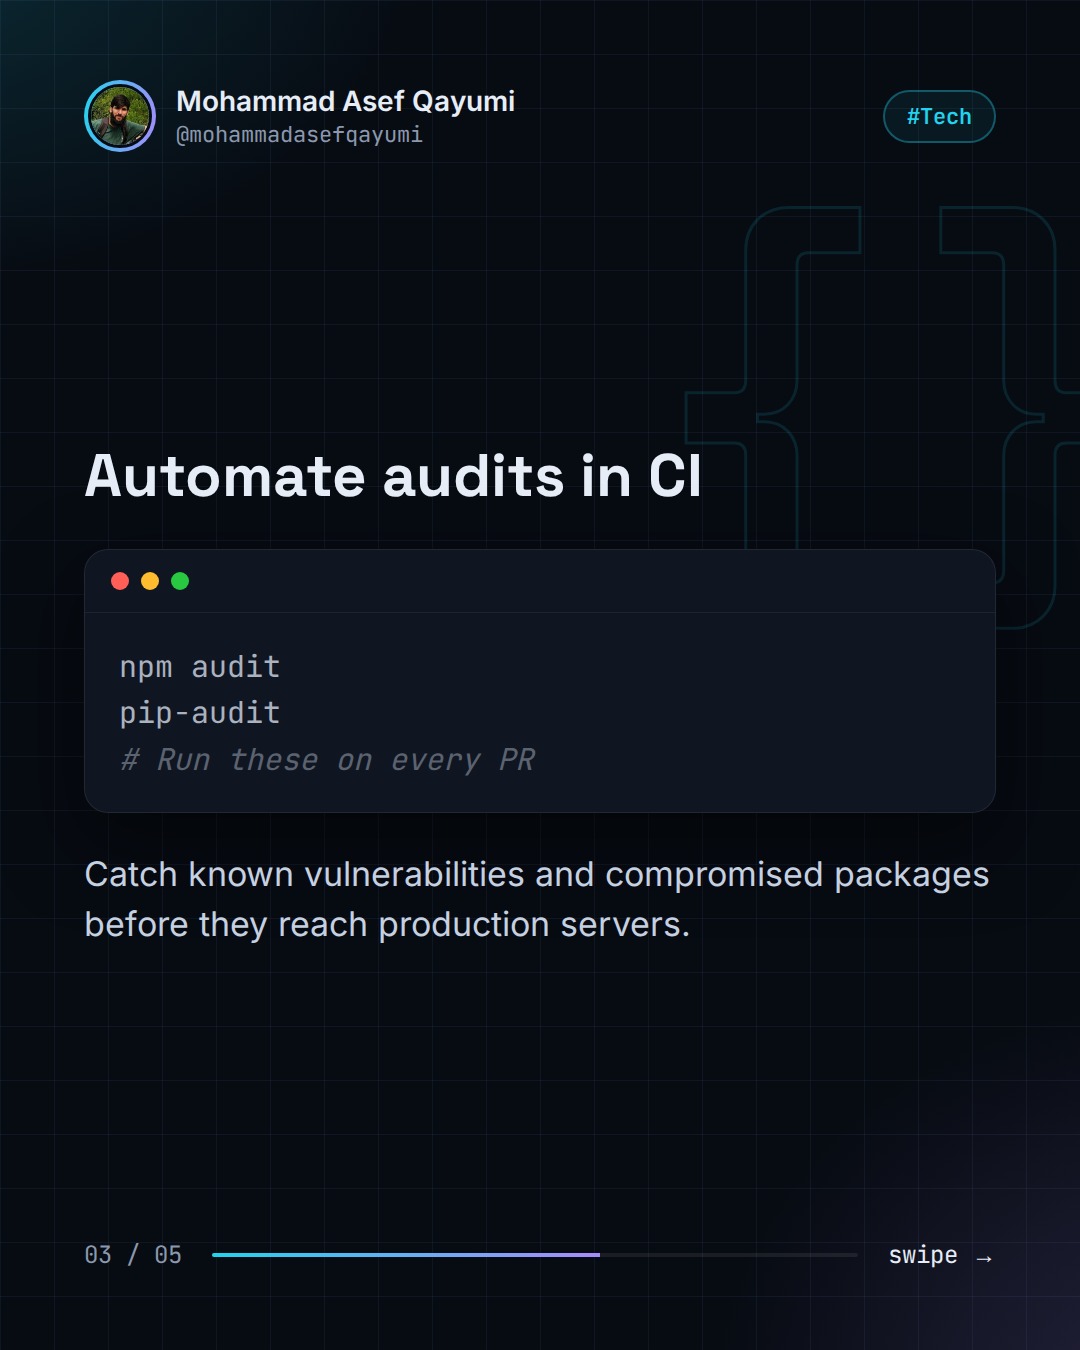 Mohammad Asef Qayumi
@mohammadasefqayumi
#Tech
{}
Automate audits in CI
npm audit
pip-audit
# Run these on every PR
Catch known vulnerabilities and compromised packages
before they reach production servers.
03 / 05
swipe →